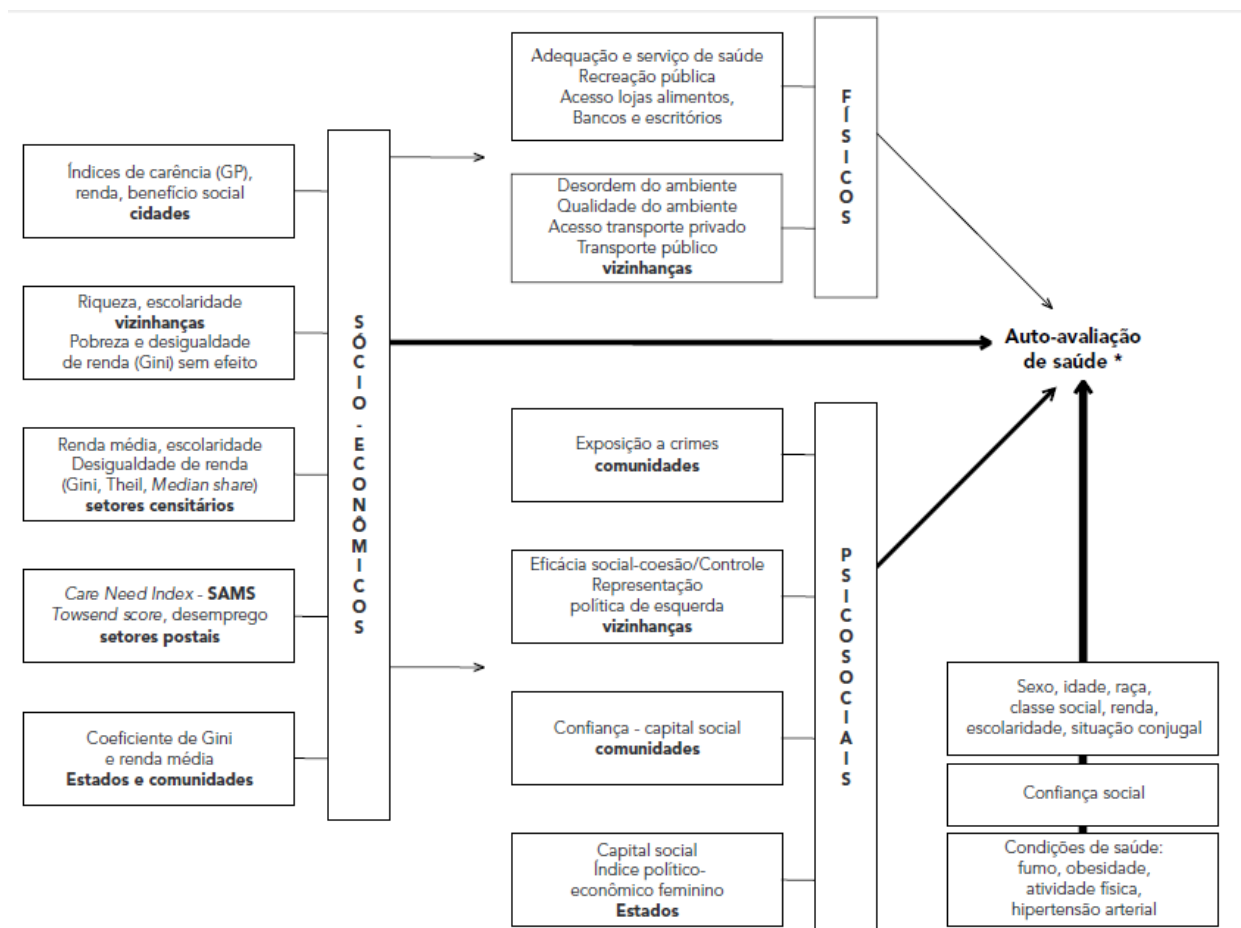 Adequação e serviço de saúde
Recreação pública
Acesso lojas alimentos,
Bancos e escritórios
FÍSICOS
Desordem do ambiente
Qualidade do ambiente
Acesso transporte privado
Transporte público
vizinhanças
Índices de carência (GP),
renda, benefício social
cidades
Riqueza, escolaridade
vizinhanças
Pobreza e desigualdade
de renda (Gini) sem efeito
Renda média, escolaridade
Desigualdade de renda
(Gini, Theil, Median share)
setores censitários
Care Need Index - SAMS
Towsend score, desemprego
setores postais
Coeficiente de Gini
e renda média
Estados e comunidades
SÓCIO-ECONÔMICOS
Auto-avaliação
de saúde *
Exposição a crimes
comunidades
Eficácia social-coesão/Controle
Representação
política de esquerda
vizinhanças
Confiança - capital social
comunidades
Capital social
Índice político-
econômico feminino
Estados
PSICOSOCIAIS
Sexo, idade, raça,
classe social, renda,
escolaridade, situação conjugal
Confiança social
Condições de saúde:
fumo, obesidade,
atividade física,
hipertensão arterial